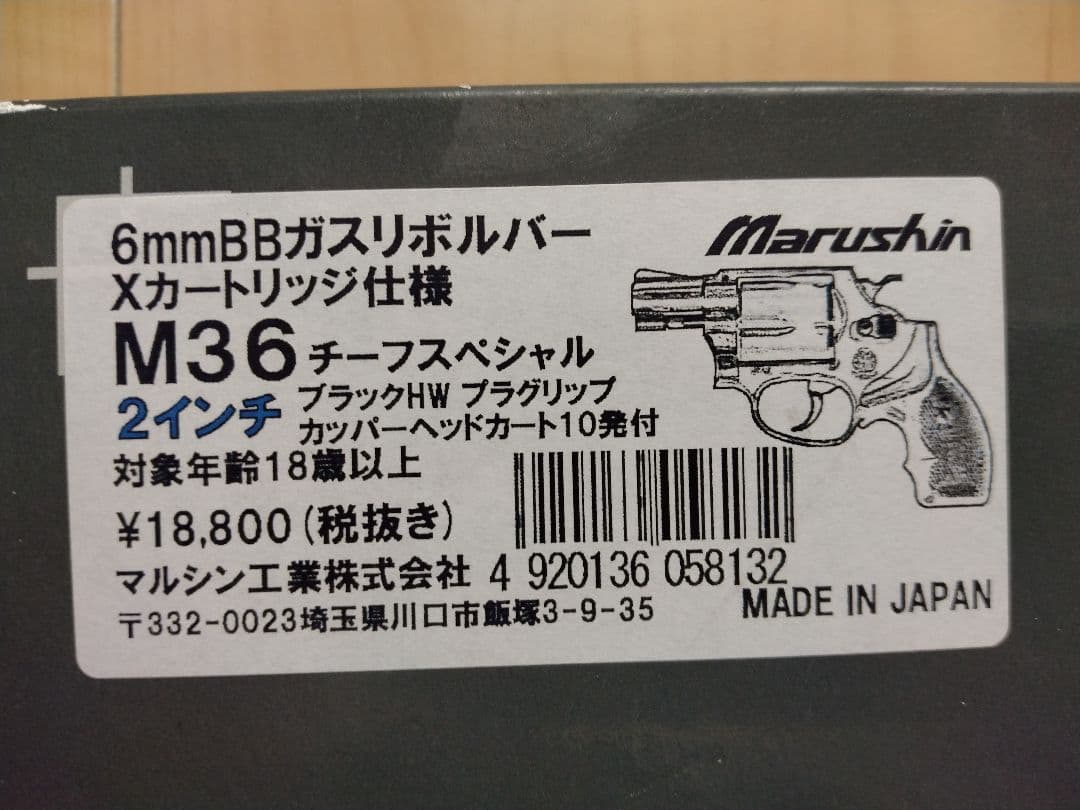 6mmBBガスリボルバー
Marushin
Xカートリッジ仕様
M36 チーフスペシャル
2インチ ブラックHW プラグリップ
カッパーヘッドカート10発付
対象年齢18歳以上
¥18,800(税抜き)
マルシン工業株式会社 4 920136 058132
〒332-0023埼玉県川口市飯塚3-9-35 MADE IN JAPAN